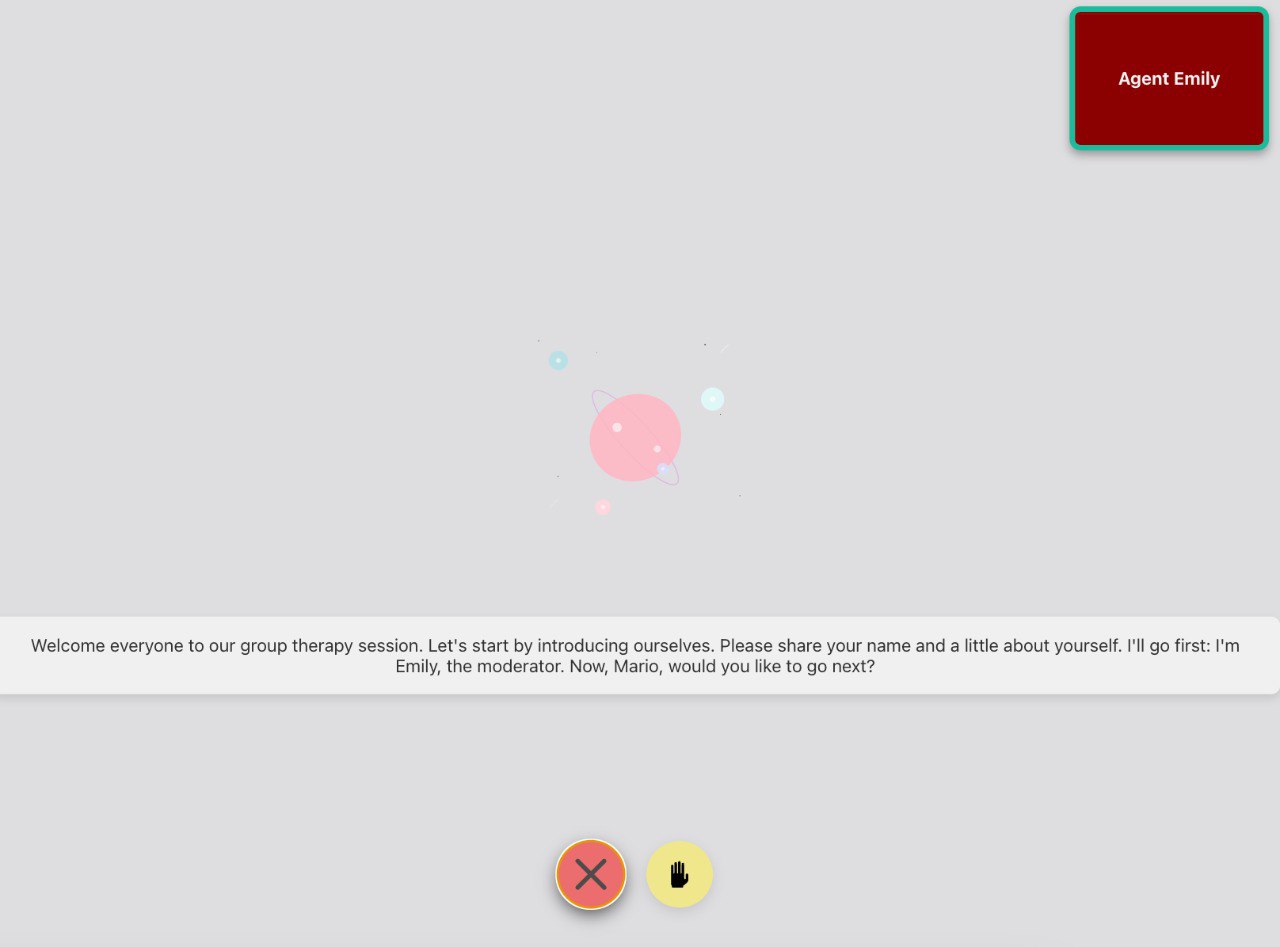 Agent Emily
Welcome everyone to our group therapy session. Let's start by introducing ourselves. Please share your name and a little about yourself. I'll go first: I'm
Emily, the moderator. Now, Mario, would you like to go next?